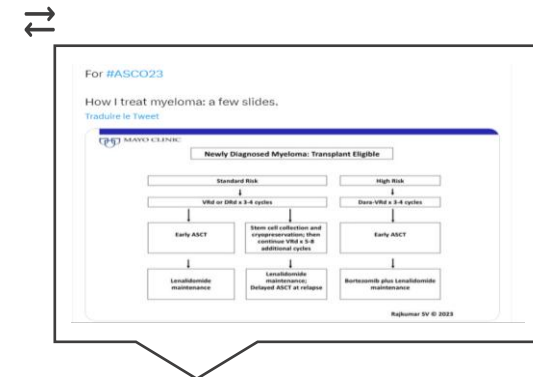 For #ASCO23
How I treat myeloma: a few slides.
Traduire le Tweet
MAYO CLINIC
Newly Diagnosed Myeloma: Transplant Eligible
Standard Risk
High Risk
VRd or DRd x 3-4 cycles
Dara-VRd x 3-4 cycles
Early ASCT
Stem cell collection and
cryopreservation; then
continue VRd x 5-8
additional cycles
Early ASCT
Lenalidomide
maintenance
Lenalidomide
maintenance;
Delayed ASCT at relapse
Bortezomib plus Lenalidomide
maintenance
Rajkumar SV © 2023